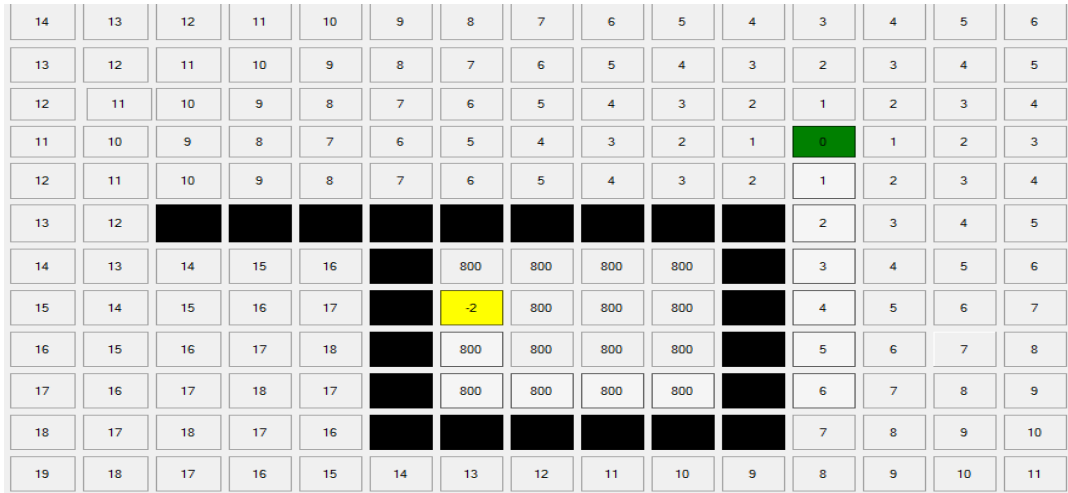 14 13 12 11 10 9 8 7 6 5 4 3 4 5 6
13 12 11 10 9 8 7 6 5 4 3 2 3 4 5
12 11 10 9 8 7 6 5 4 3 2 1 2 3 4
11 10 9 8 7 6 5 4 3 2 1 0 1 2 3
12 11 10 9 8 7 6 5 4 3 2 1 2 3 4
13 12 2 3 4 5
14 13 14 15 16 800 800 800 800 3 4 5 6
15 14 15 16 17 -2 800 800 800 4 5 6 7
16 15 16 17 18 800 800 800 800 5 6 7 8
17 16 17 18 17 800 800 800 800 6 7 8 9
18 17 18 17 16 7 8 9 10
19 18 17 16 15 14 13 12 11 10 9 8 9 10 11